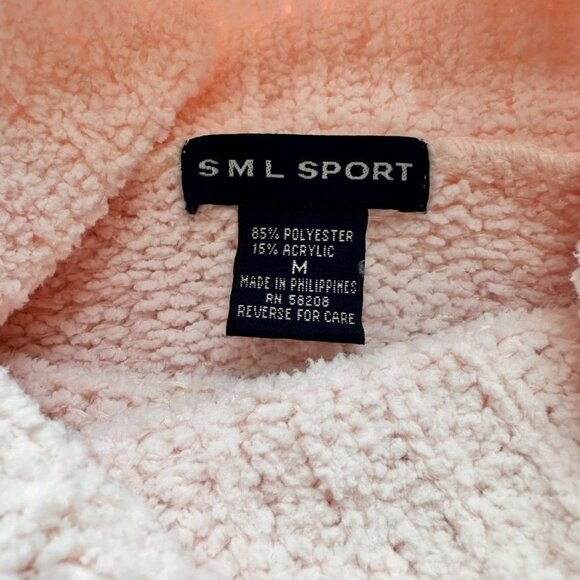 SML SPORT
85% POLYESTER
15% ACRYLIC
M
MADE IN PHILIPPINES
RN 58208
REVERSE FOR CARE